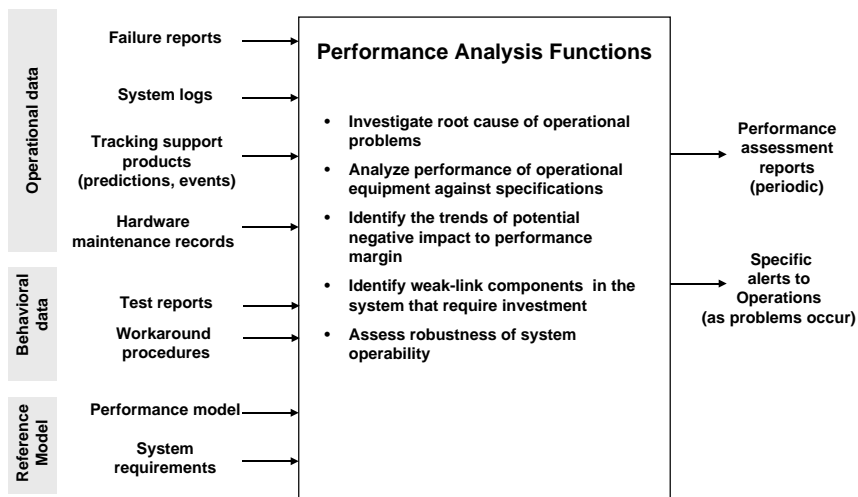 Operational data
Failure reports
System logs
Tracking support
products
(predictions, events)
Hardware
maintenance records
Behavioral
data
Test reports
Workaround
procedures
Reference
Model
Performance model
System
requirements
Performance Analysis Functions
• Investigate root cause of operational
problems
• Analyze performance of operational
equipment against specifications
• Identify the trends of potential
negative impact to performance
margin
• Identify weak-link components in the
system that require investment
• Assess robustness of system
operability
Performance
assessment
reports
(periodic)
Specific
alerts to
Operations
(as problems occur)